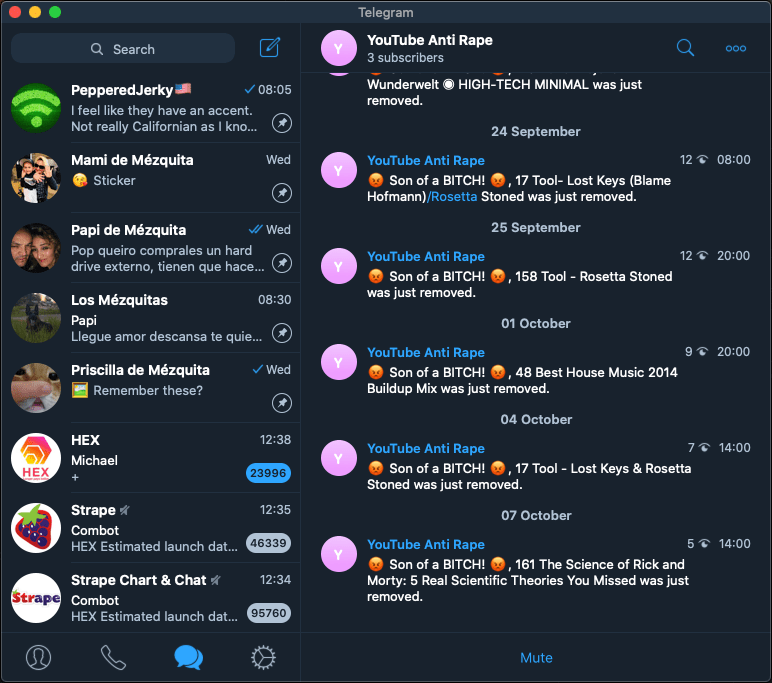 Telegram
Search
PepperedJerky🇺🇸
08:05
I feel like they have an accent.
Not really Californian as I kno...
Mami de Mézquita
Wed
😘 Sticker
Papi de Mézquita
Wed
Pop queiro comprales un hard
drive externo, tienen que hace...
Los Mézquitas
08:30
Papi
Llegue amor descansa te quie...
Priscilla de Mézquita
Wed
🖼️ Remember these?
HEX
HEX
12:38
Michael
+
23996
Strape
12:35
Combot
HEX Estimated launch dat...
46339
Strape
Strape Chart & Chat
12:34
Combot
HEX Estimated launch dat...
95760
Y
YouTube Anti Rape
3 subscribers
Wunderwelt ◉ HIGH-TECH MINIMAL was just
removed.
24 September
Y
YouTube Anti Rape
12 08:00
😡 Son of a BITCH! 😡, 17 Tool- Lost Keys (Blame
Hofmann)/Rosetta Stoned was just removed.
25 September
Y
YouTube Anti Rape
12 20:00
😡 Son of a BITCH! 😡, 158 Tool - Rosetta Stoned
was just removed.
01 October
Y
YouTube Anti Rape
9 20:00
😡 Son of a BITCH! 😡, 48 Best House Music 2014
Buildup Mix was just removed.
04 October
Y
YouTube Anti Rape
7 14:00
😡 Son of a BITCH! 😡, 17 Tool - Lost Keys & Rosetta
Stoned was just removed.
07 October
Y
YouTube Anti Rape
5 14:00
😡 Son of a BITCH! 😡, 161 The Science of Rick and
Morty: 5 Real Scientific Theories You Missed was just
removed.
Mute